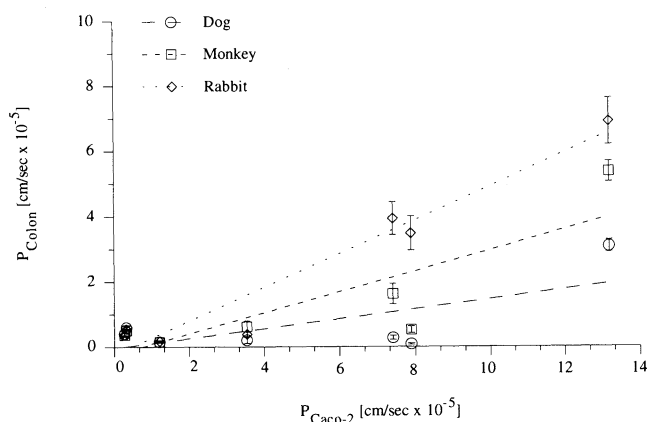 10
8
6
4
2
0
P_Colon [cm/sec x 10^-5]
Dog
Monkey
Rabbit
0 2 4 6 8 10 12 14
P_Caco-2 [cm/sec x 10^-5]